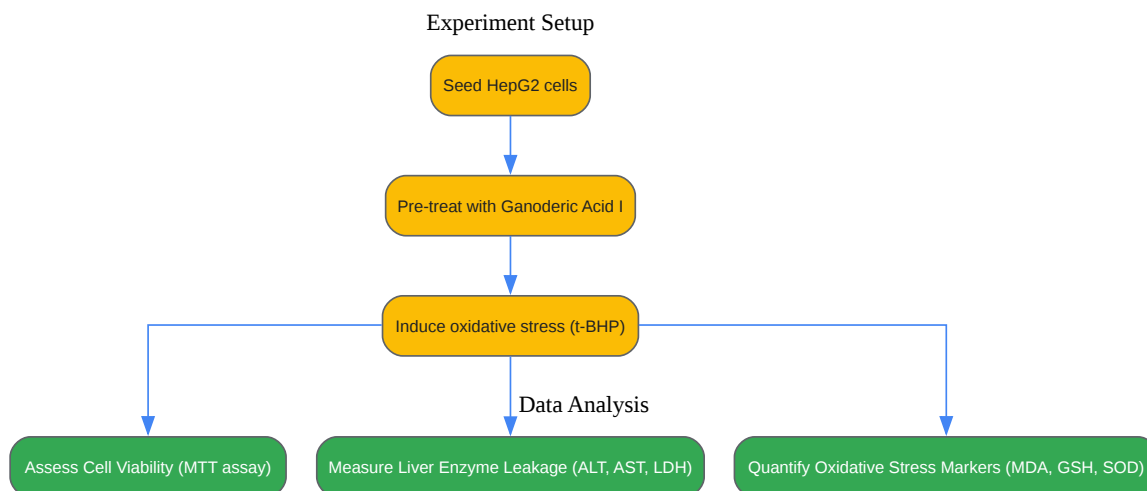 Experiment Setup
Seed HepG2 cells
Pre-treat with Ganoderic Acid I
Induce oxidative stress (t-BHP)
Data Analysis
Assess Cell Viability (MTT assay)
Measure Liver Enzyme Leakage (ALT, AST, LDH)
Quantify Oxidative Stress Markers (MDA, GSH, SOD)